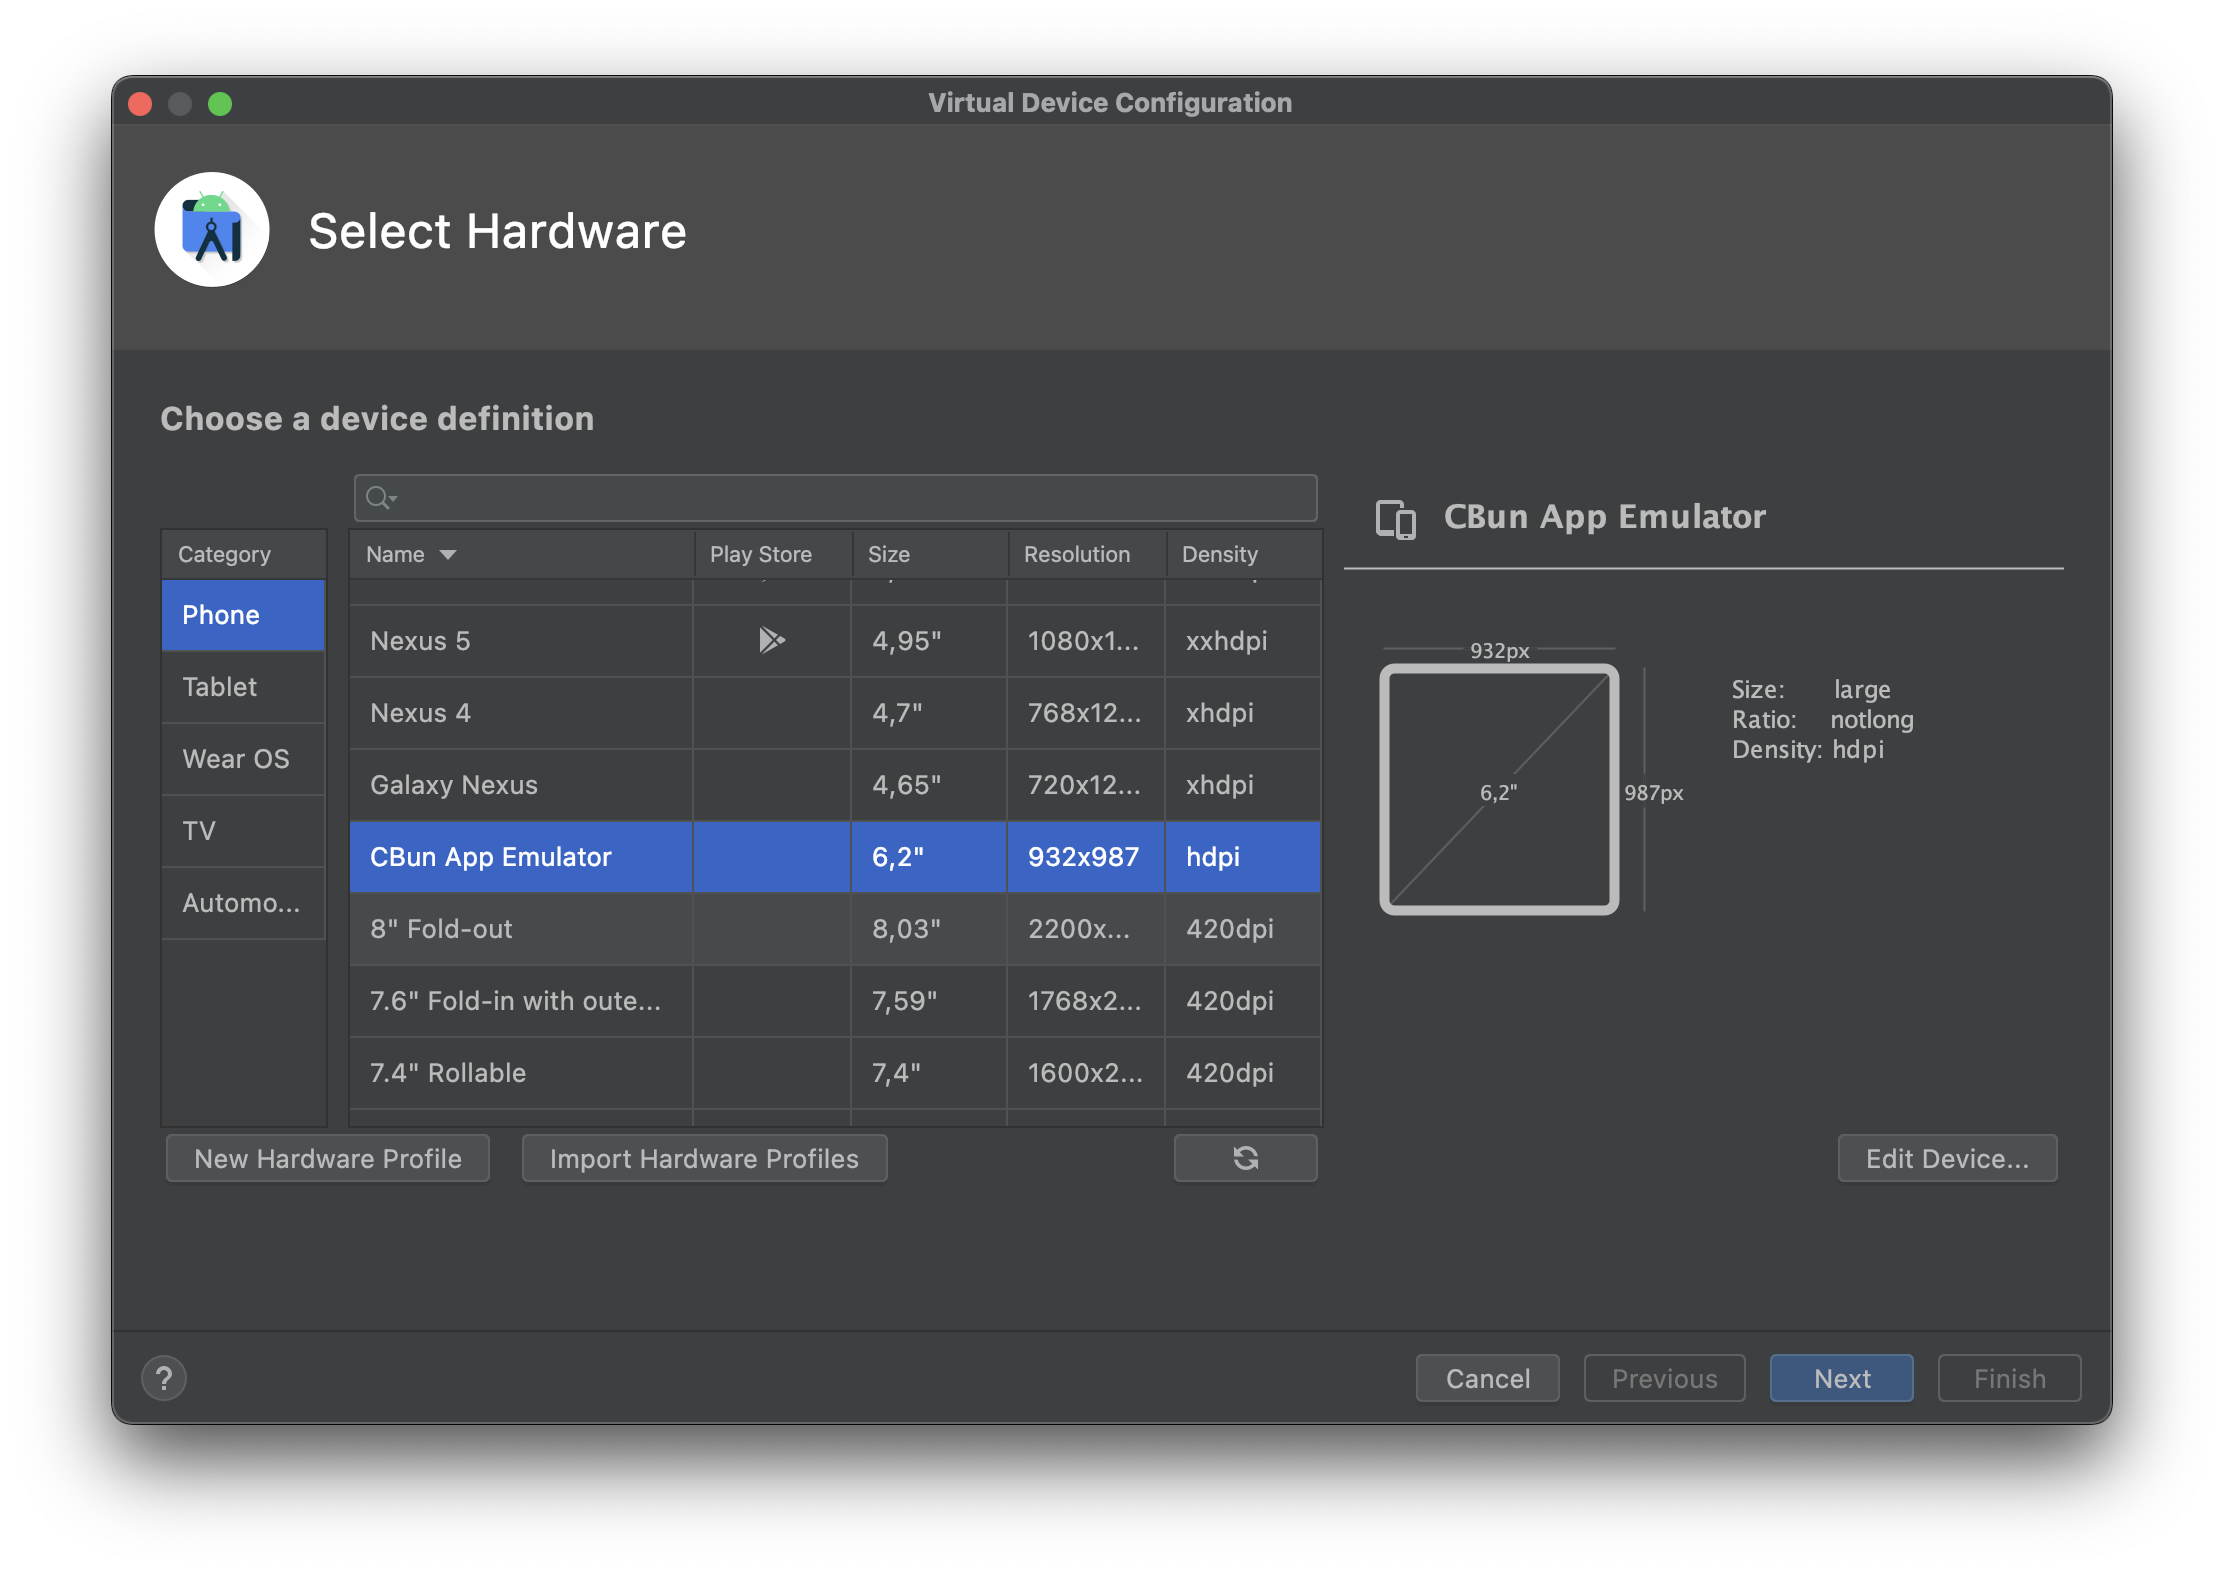 Virtual Device Configuration
Select Hardware
Choose a device definition
CBun App Emulator
Category
Phone
Tablet
Wear OS
TV
Automo...
Name Play Store Size Resolution Density
Nexus 5 4,95" 1080x1... xxhdpi
Nexus 4 4,7" 768x12... xhdpi
Galaxy Nexus 4,65" 720x12... xhdpi
CBun App Emulator 6,2" 932x987 hdpi
8" Fold-out 8,03" 2200x... 420dpi
7.6" Fold-in with oute... 7,59" 1768x2... 420dpi
7.4" Rollable 7,4" 1600x2... 420dpi
932px
6,2"
987px
Size: large
Ratio: notlong
Density: hdpi
New Hardware Profile
Import Hardware Profiles
Edit Device...
?
Cancel
Previous
Next
Finish